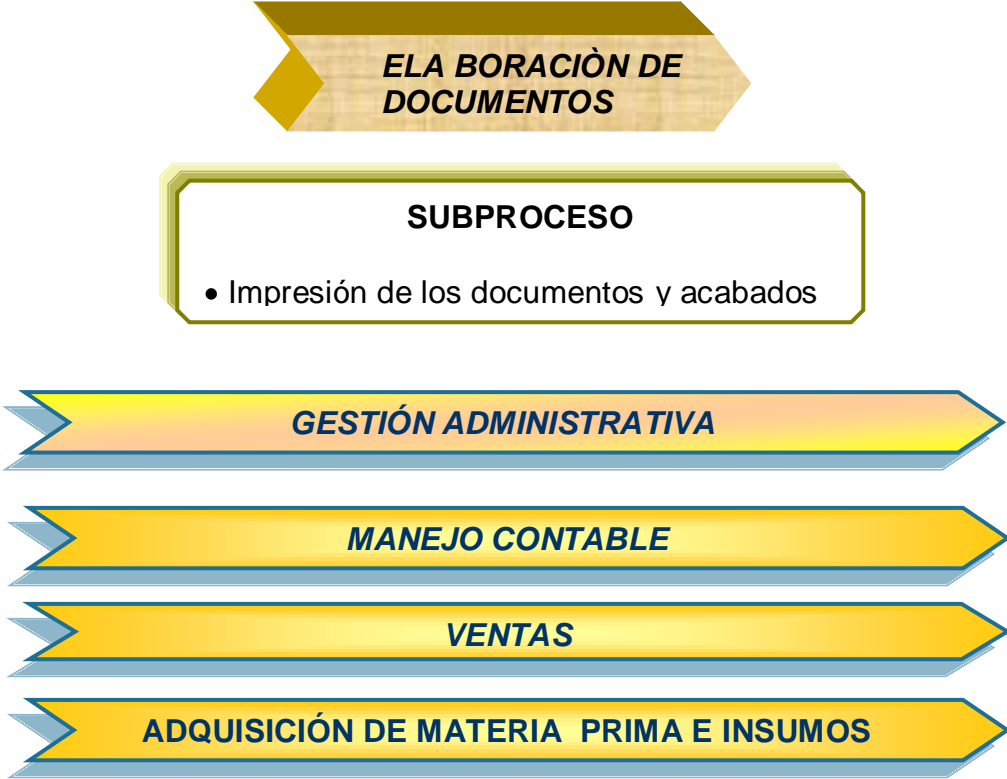 ELA BORACIÒN DE
DOCUMENTOS
SUBPROCESO
• Impresión de los documentos y acabados
GESTIÓN ADMINISTRATIVA
MANEJO CONTABLE
VENTAS
ADQUISICIÓN DE MATERIA  PRIMA E INSUMOS